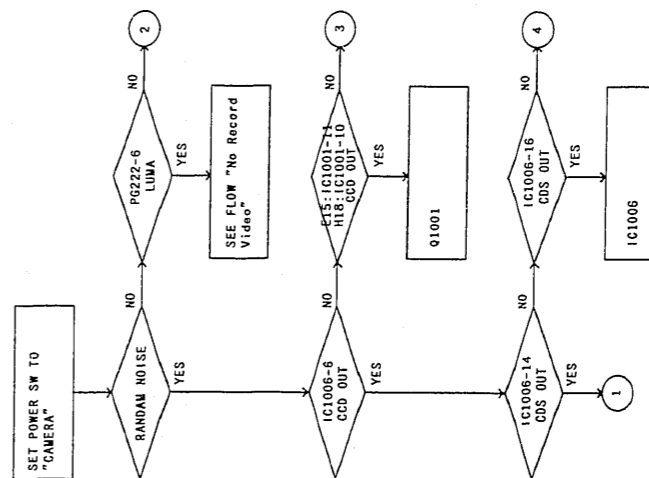 SET POWER SW TO
"CAMERA"
RANDAM NOISE
NO
YES
PG222-6
LUMA
NO
2
YES
SEE FLOW "No Record
Video"
IC1006-6
CCD OUT
NO
YES
E15:IC1001-11
H18:IC1001-10
CCD OUT
NO
3
YES
Q1001
IC1006-14
CDS OUT
NO
YES
1
IC1006-16
CDS OUT
NO
4
YES
IC1006